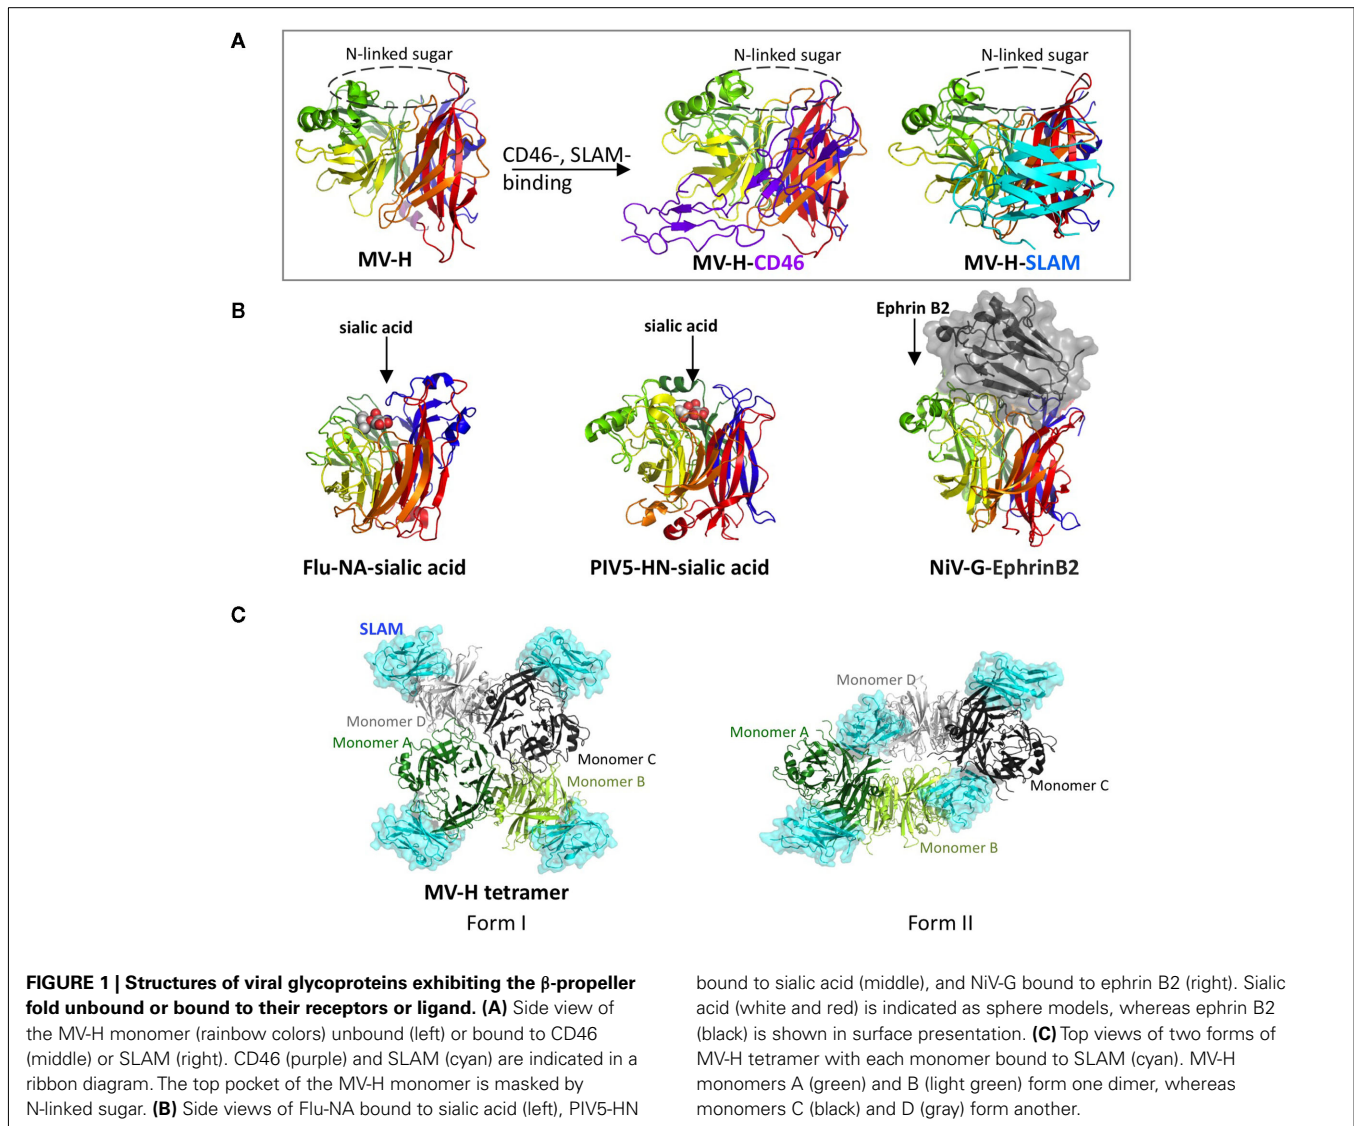 A
N-linked sugar
N-linked sugar
N-linked sugar
CD46-, SLAM-
binding
MV-H
MV-H-CD46
MV-H-SLAM
B
sialic acid
sialic acid
Ephrin B2
Flu-NA-sialic acid
PIV5-HN-sialic acid
NiV-G-EphrinB2
C
SLAM
Monomer D
Monomer A
Monomer C
Monomer B
MV-H tetramer
Form I
Monomer D
Monomer A
Monomer C
Monomer B
Form II
FIGURE 1 | Structures of viral glycoproteins exhibiting the β-propeller
fold unbound or bound to their receptors or ligand. (A) Side view of
the MV-H monomer (rainbow colors) unbound (left) or bound to CD46
(middle) or SLAM (right). CD46 (purple) and SLAM (cyan) are indicated in a
ribbon diagram. The top pocket of the MV-H monomer is masked by
N-linked sugar. (B) Side views of Flu-NA bound to sialic acid (left), PIV5-HN
bound to sialic acid (middle), and NiV-G bound to ephrin B2 (right). Sialic
acid (white and red) is indicated as sphere models, whereas ephrin B2
(black) is shown in surface presentation. (C) Top views of two forms of
MV-H tetramer with each monomer bound to SLAM (cyan). MV-H
monomers A (green) and B (light green) form one dimer, whereas
monomers C (black) and D (gray) form another.